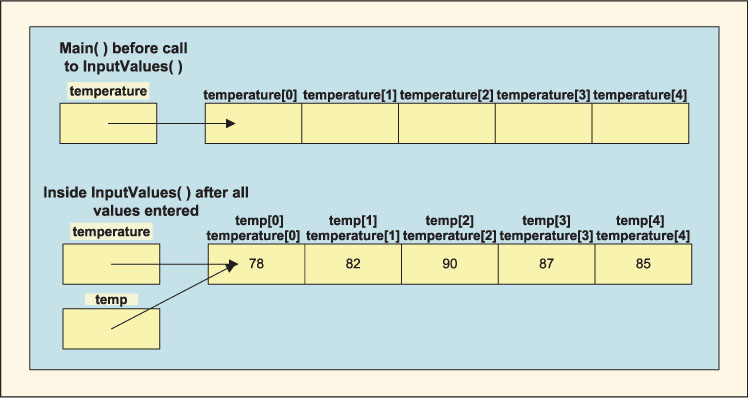 Main( ) before call
to InputValues( )
temperature
temperature[0] temperature[1] temperature[2] temperature[3] temperature[4]
Inside InputValues( ) after all
values entered
temperature
temp[0] temp[1] temp[2] temp[3] temp[4]
temperature[0] temperature[1] temperature[2] temperature[3] temperature[4]
78 82 90 87 85
temp